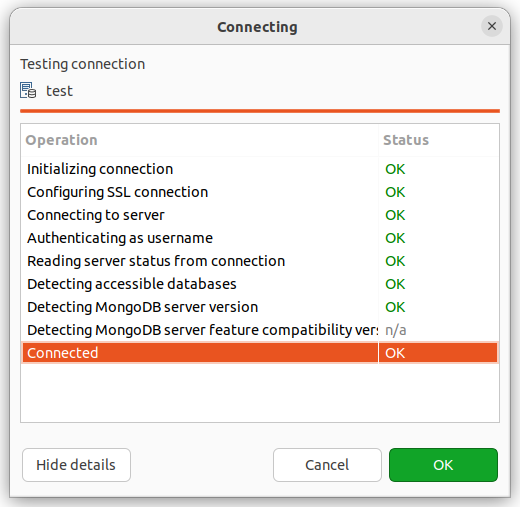 Connecting
Testing connection
test
Operation Status
Initializing connection OK
Configuring SSL connection OK
Connecting to server OK
Authenticating as username OK
Reading server status from connection OK
Detecting accessible databases OK
Detecting MongoDB server version OK
Detecting MongoDB server feature compatibility vers n/a
Connected OK
Hide details Cancel OK